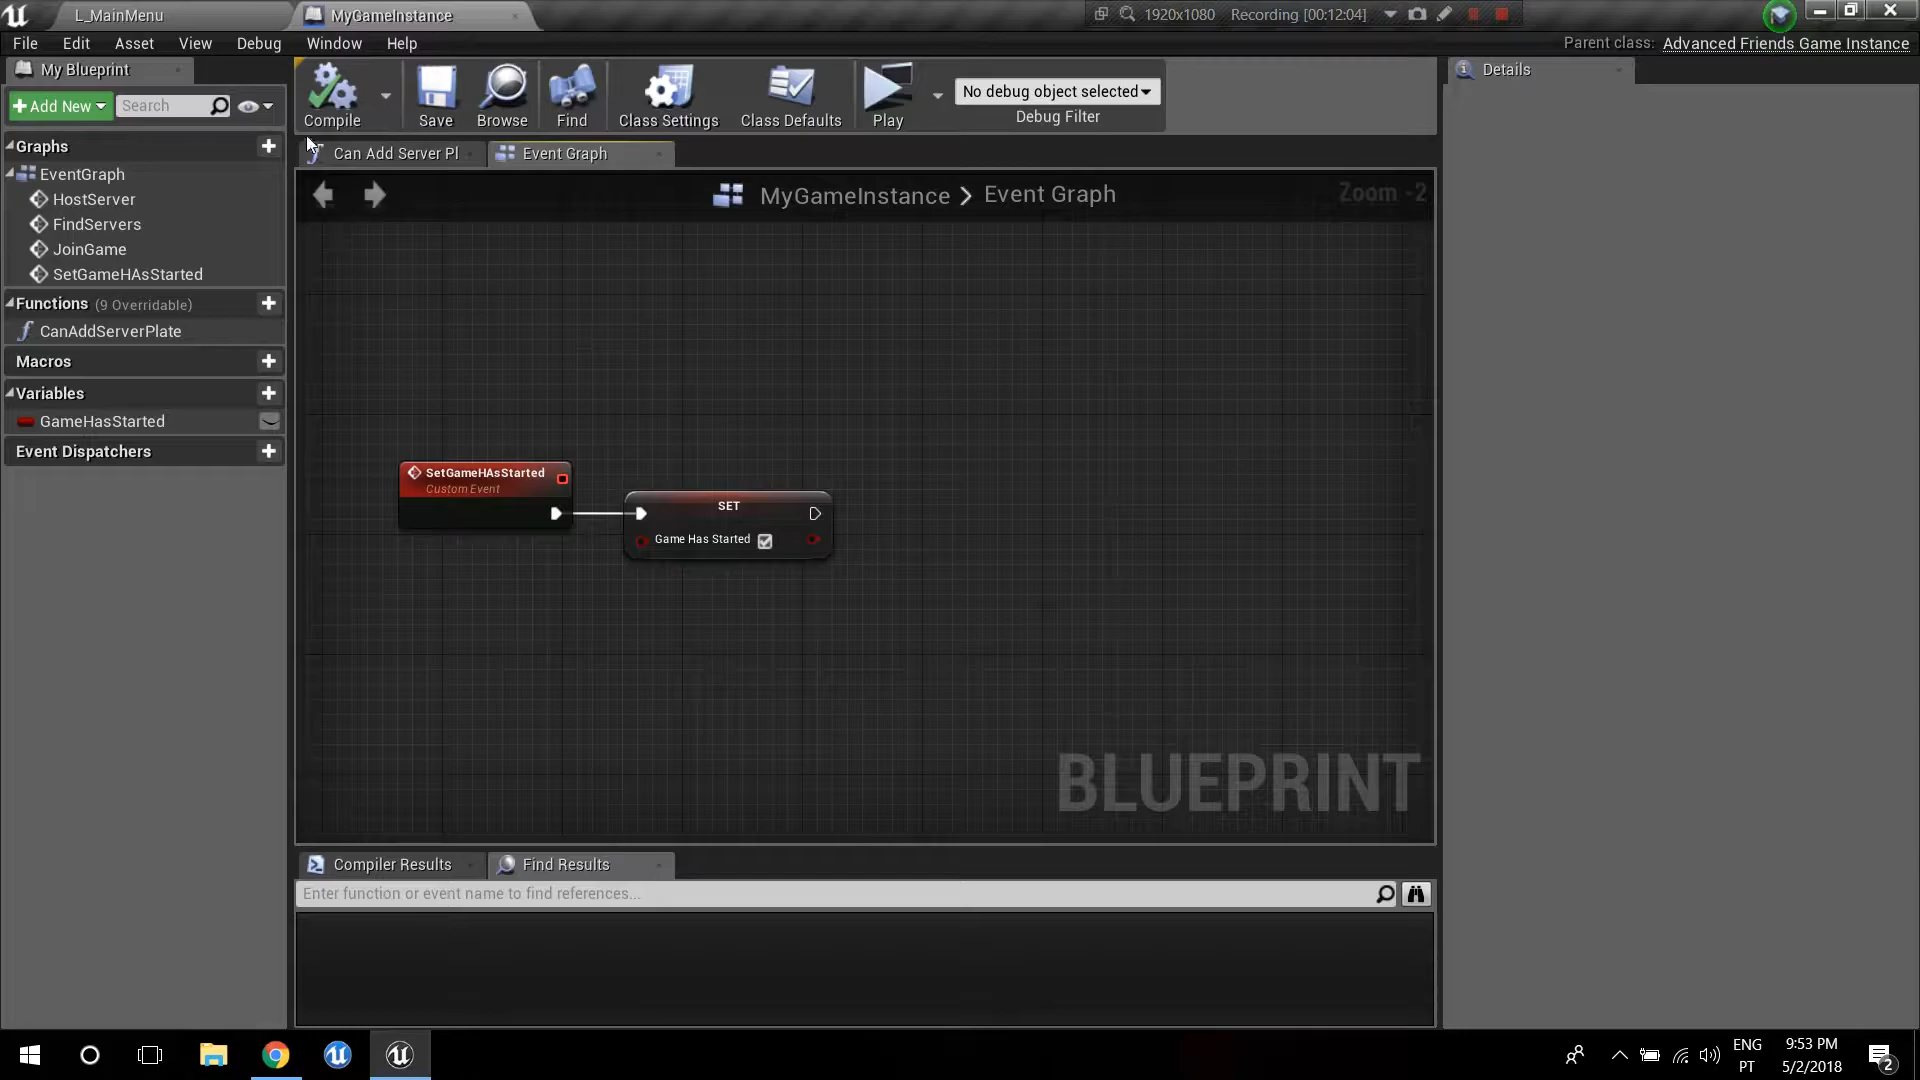 L_MainMenu
MyGameInstance
1920x1080
Recording [00:12:04]
File
Edit
Asset
View
Debug
Window
Help
Parent class:
Advanced Friends Game Instance
My Blueprint
Add New
Search
Compile
Save
Browse
Find
Class Settings
Class Defaults
Play
No debug object selected
Debug Filter
Details
Graphs
EventGraph
HostServer
FindServers
JoinGame
SetGameHAsStarted
Functions (9 Overridable)
CanAddServerPlate
Macros
Variables
GameHasStarted
Event Dispatchers
Can Add Server Pl
Event Graph
MyGameInstance > Event Graph
Zoom -2
SetGameHAsStarted
Custom Event
SET
Game Has Started
BLUEPRINT
Compiler Results
Find Results
Enter function or event name to find references...
ENG
PT
9:53 PM
5/2/2018
2